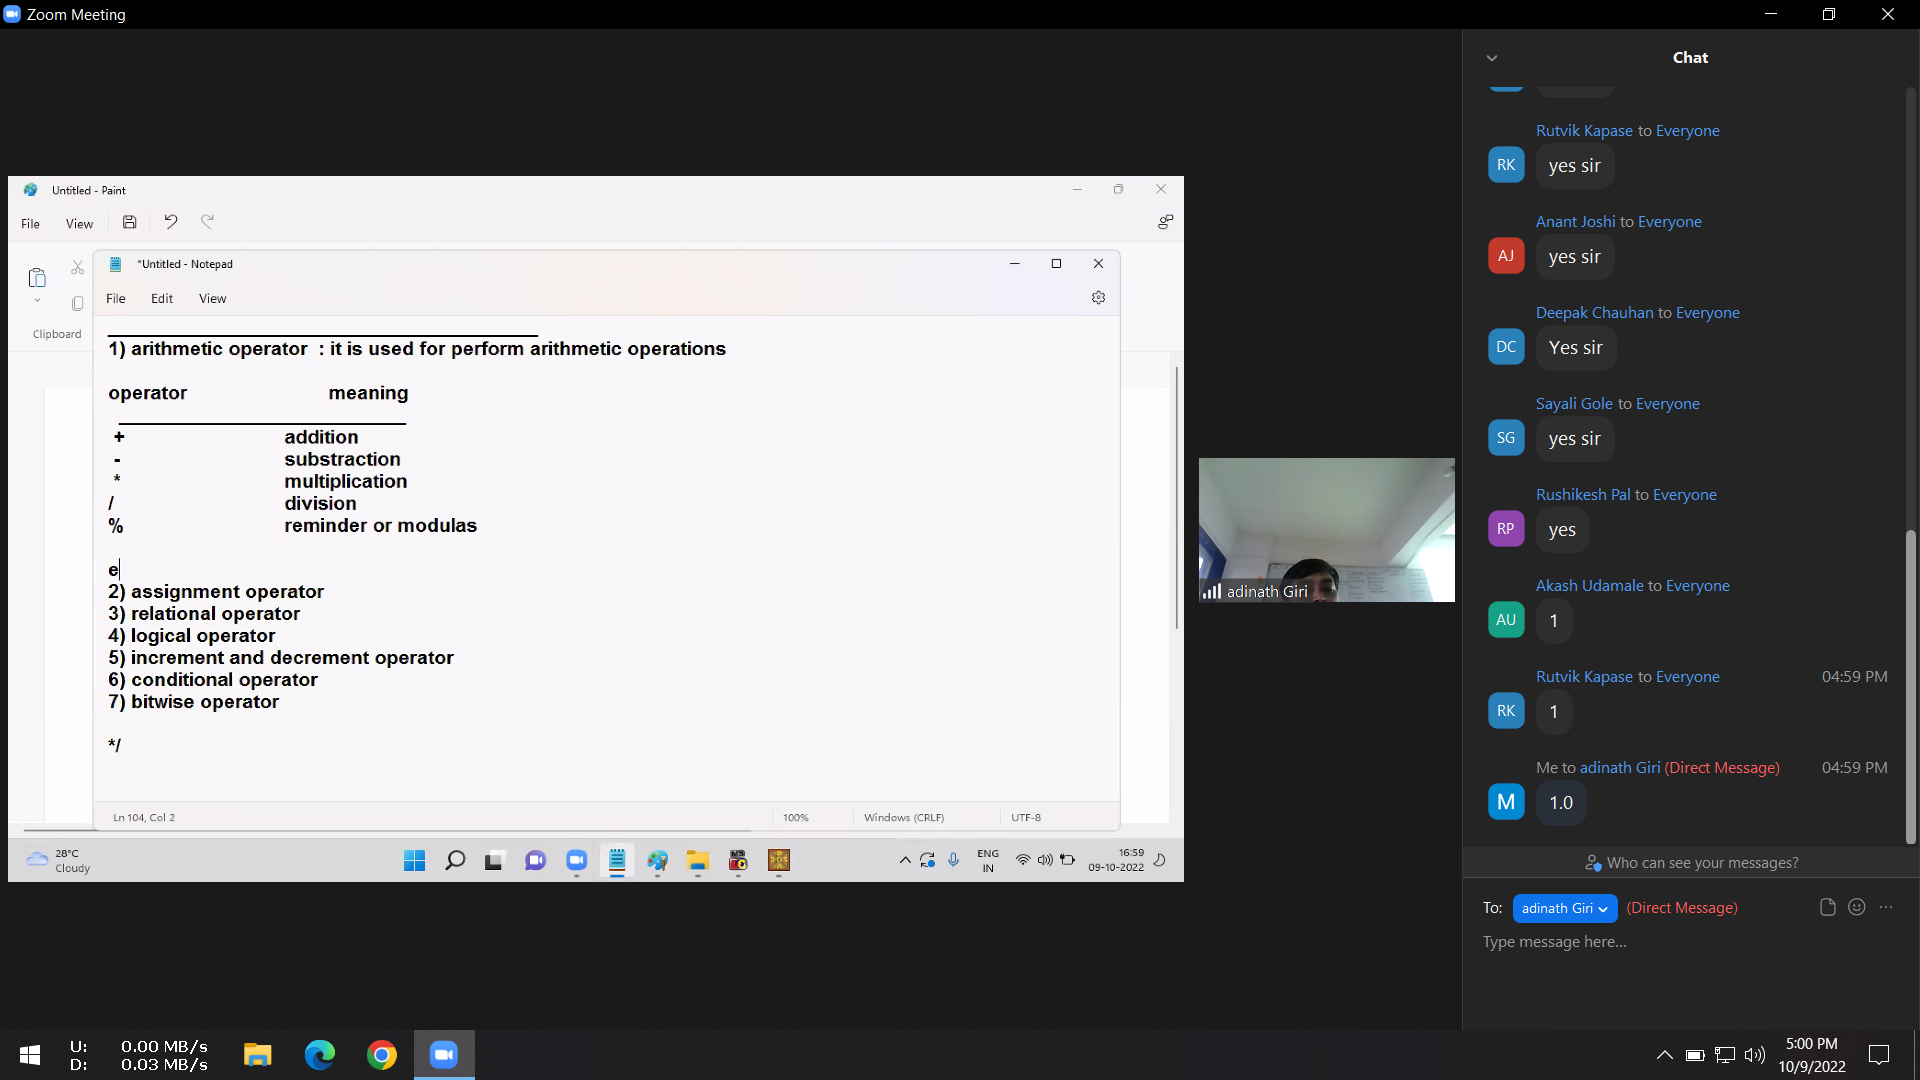 Zoom Meeting
Untitled - Paint
File View
Clipboard
*Untitled - Notepad
File Edit View
1) arithmetic operator : it is used for perform arithmetic operations
operator meaning
+ addition
- substraction
* multiplication
/ division
% reminder or modulas
e
2) assignment operator
3) relational operator
4) logical operator
5) increment and decrement operator
6) conditional operator
7) bitwise operator
*/
Ln 104, Col 2 100% Windows (CRLF) UTF-8
28°C
Cloudy
ENG
IN
16:59
09-10-2022
adinath Giri
Chat
Rutvik Kapase to Everyone
RK yes sir
Anant Joshi to Everyone
AJ yes sir
Deepak Chauhan to Everyone
DC Yes sir
Sayali Gole to Everyone
SG yes sir
Rushikesh Pal to Everyone
RP yes
Akash Udamale to Everyone
AU 1
Rutvik Kapase to Everyone 04:59 PM
RK 1
Me to adinath Giri (Direct Message) 04:59 PM
M 1.0
Who can see your messages?
To: adinath Giri (Direct Message)
Type message here...
U: 0.00 MB/s
D: 0.03 MB/s
5:00 PM
10/9/2022